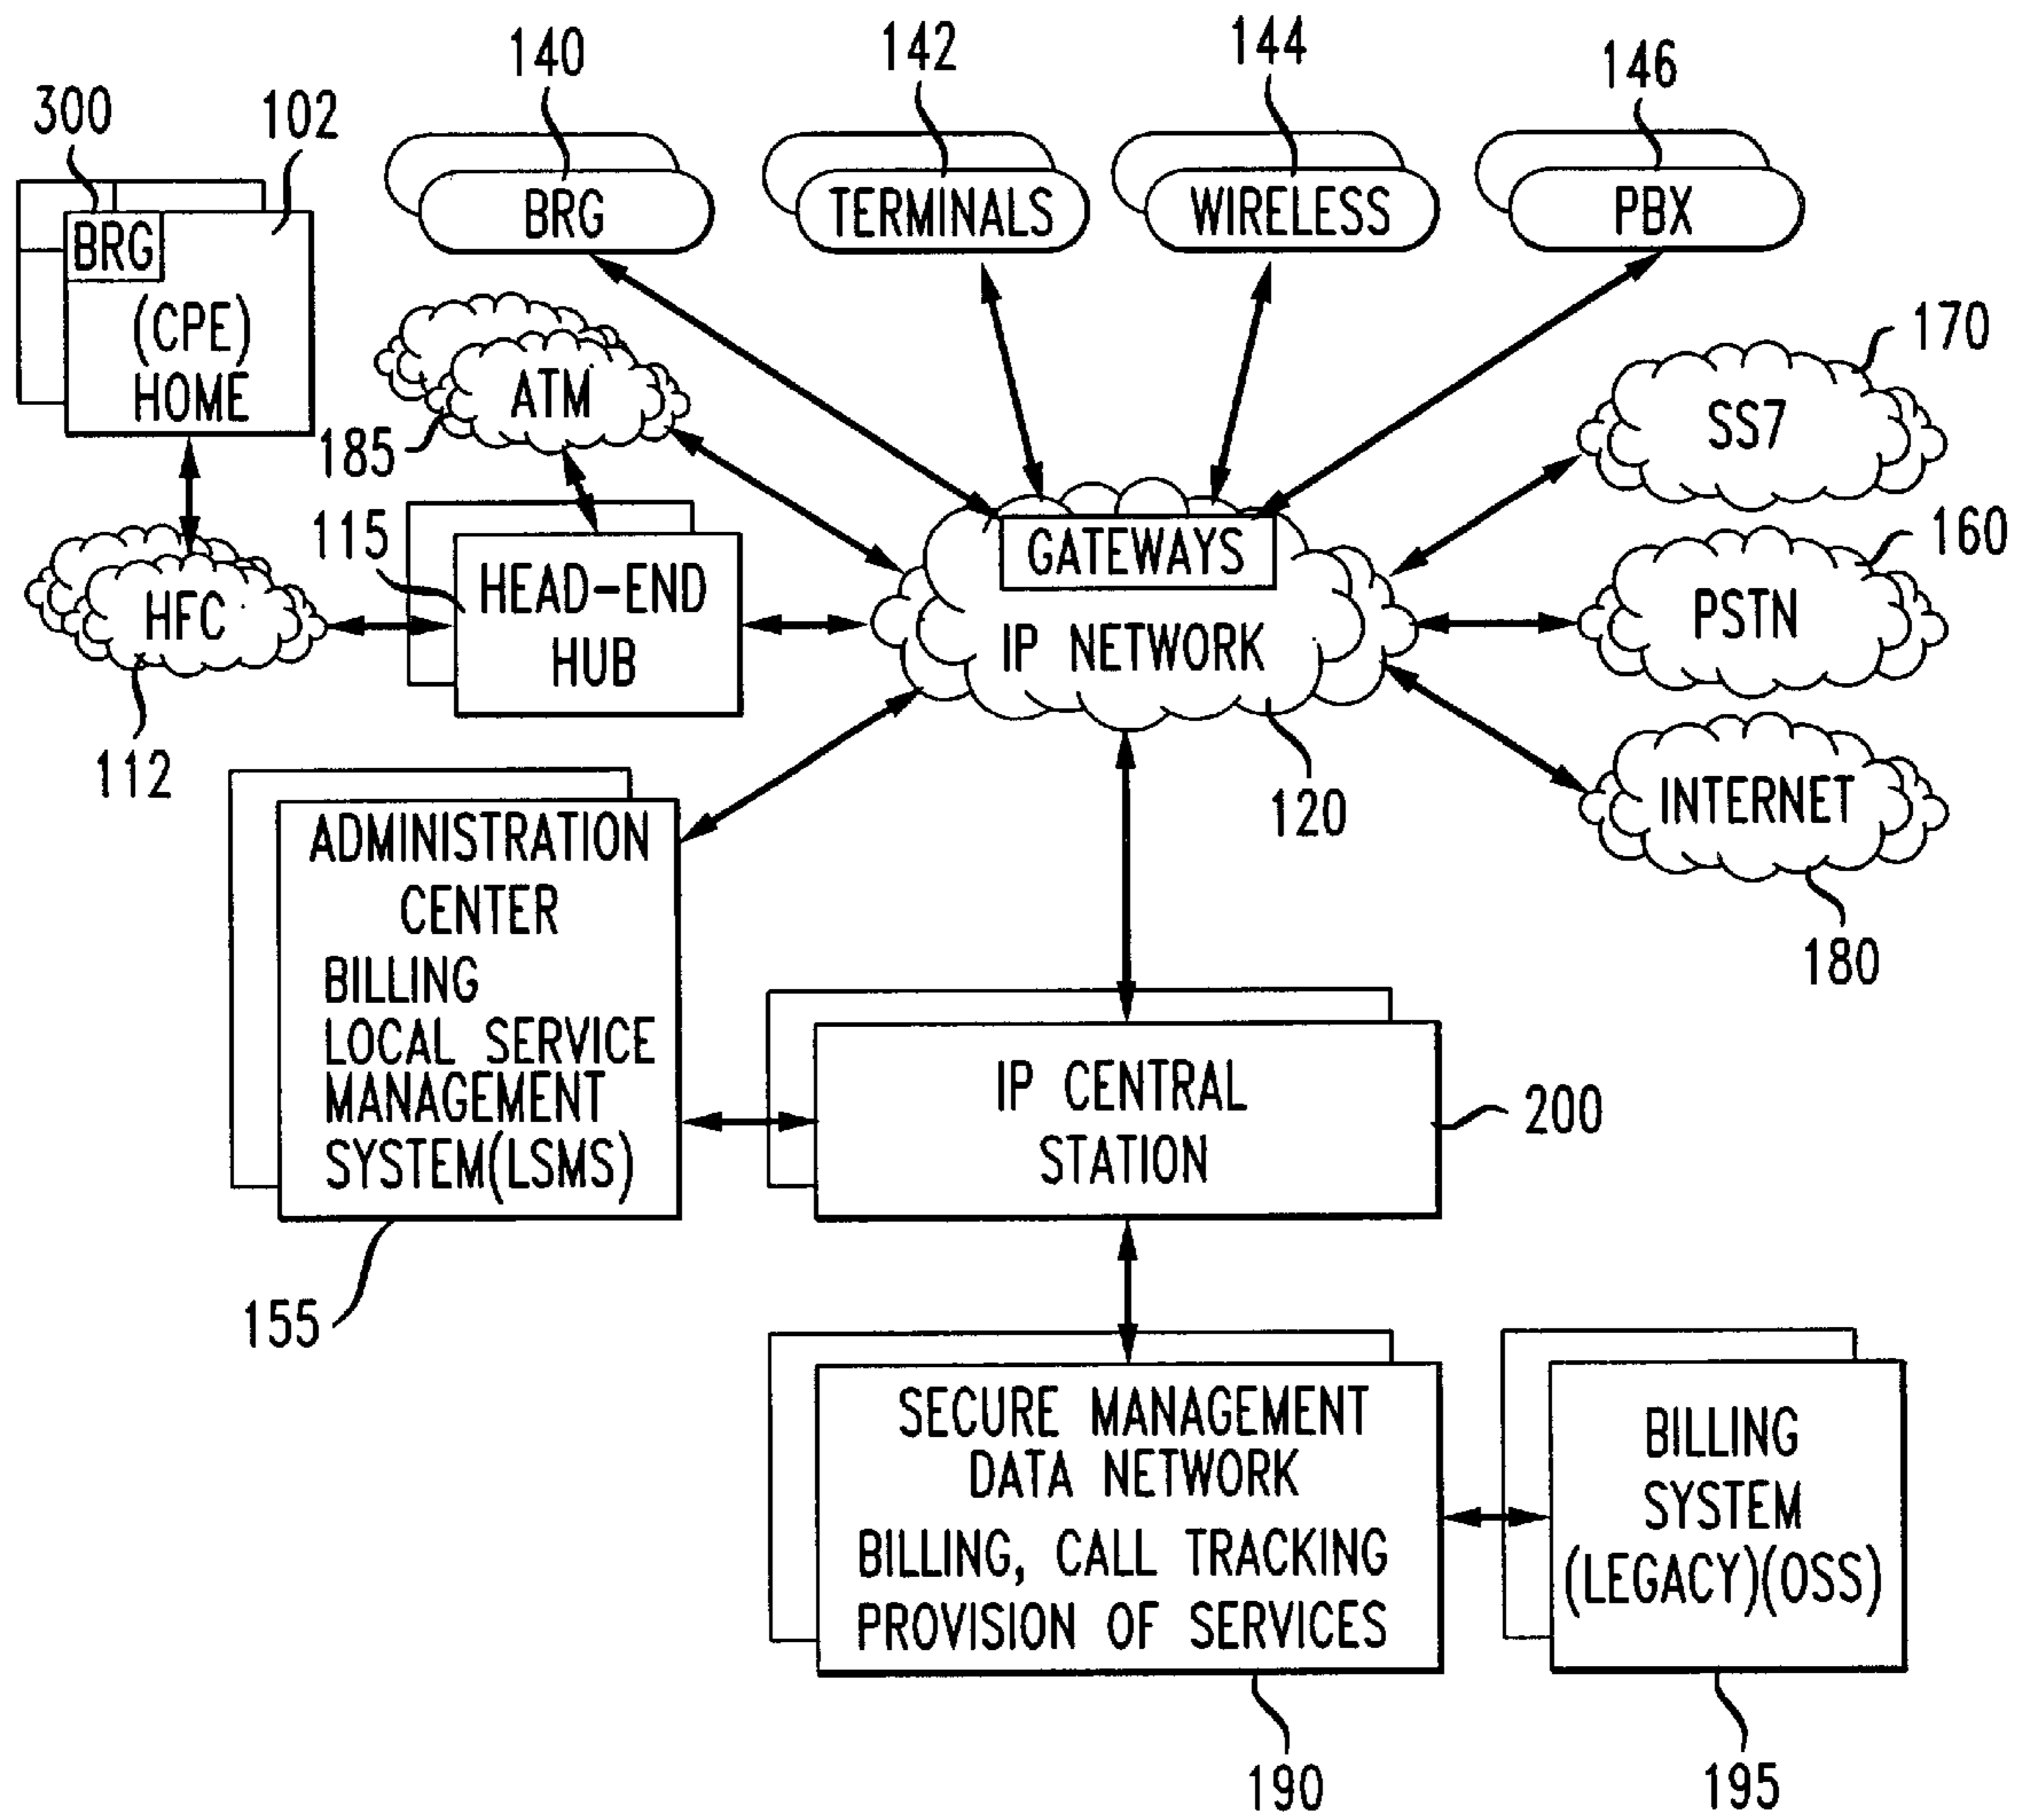 140
142
144
146
300
102
BRG
TERMINALS
WIRELESS
PBX
BRG
(CPE)
HOME
170
ATM
SS7
185
115
GATEWAYS
160
HEAD-END
HUB
HFC
IP NETWORK
PSTN
112
120
INTERNET
180
ADMINISTRATION
CENTER
BILLING
LOCAL SERVICE
MANAGEMENT
SYSTEM(LSMS)
155
IP CENTRAL
STATION
200
SECURE MANAGEMENT
DATA NETWORK
BILLING, CALL TRACKING
PROVISION OF SERVICES
190
BILLING
SYSTEM
(LEGACY)(OSS)
195